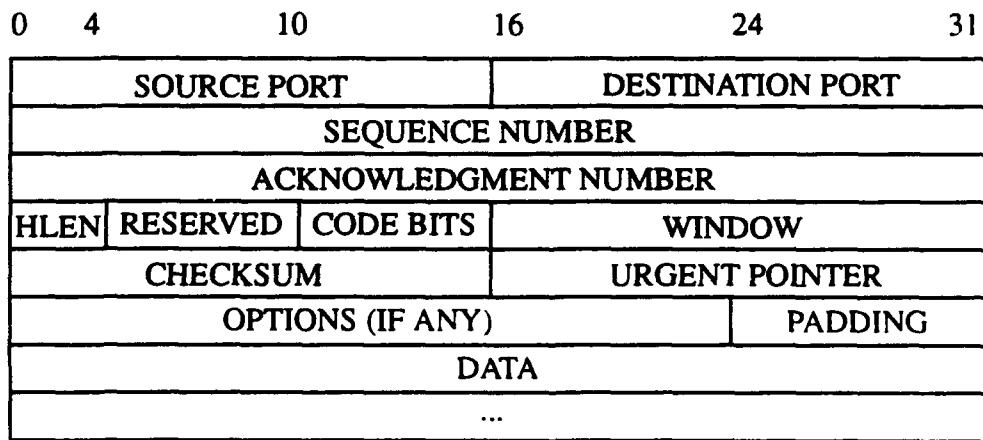 0 4 10 16 24 31
SOURCE PORT DESTINATION PORT
SEQUENCE NUMBER
ACKNOWLEDGMENT NUMBER
HLEN RESERVED CODE BITS WINDOW
CHECKSUM URGENT POINTER
OPTIONS (IF ANY) PADDING
DATA
...